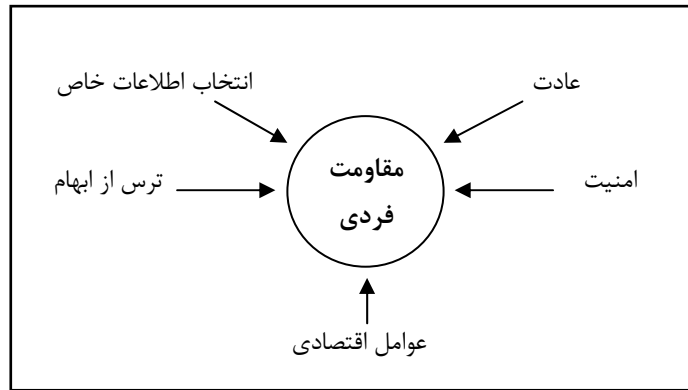 عادت
انتخاب اطلاعات خاص
مقاومت
فردی
امنیت
ترس از ابهام
عوامل اقتصادی